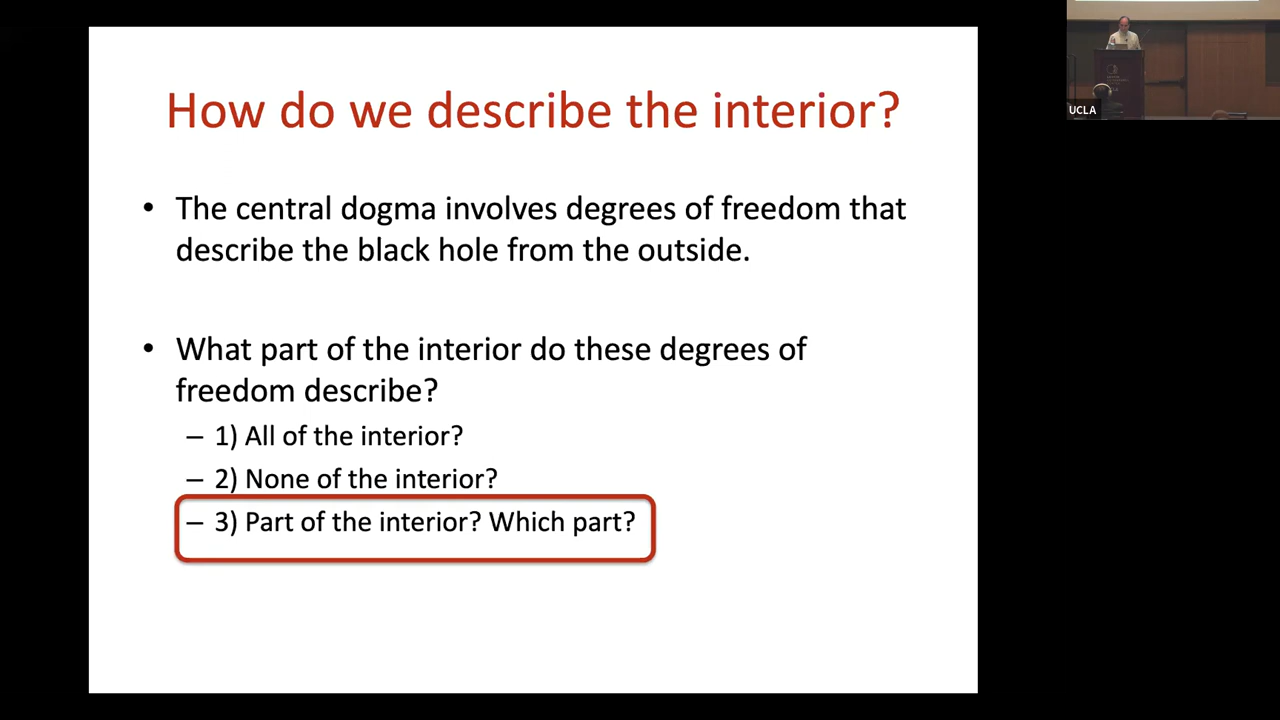 How do we describe the interior?
• The central dogma involves degrees of freedom that
describe the black hole from the outside.
• What part of the interior do these degrees of
freedom describe?
– 1) All of the interior?
– 2) None of the interior?
– 3) Part of the interior? Which part?
UCLA